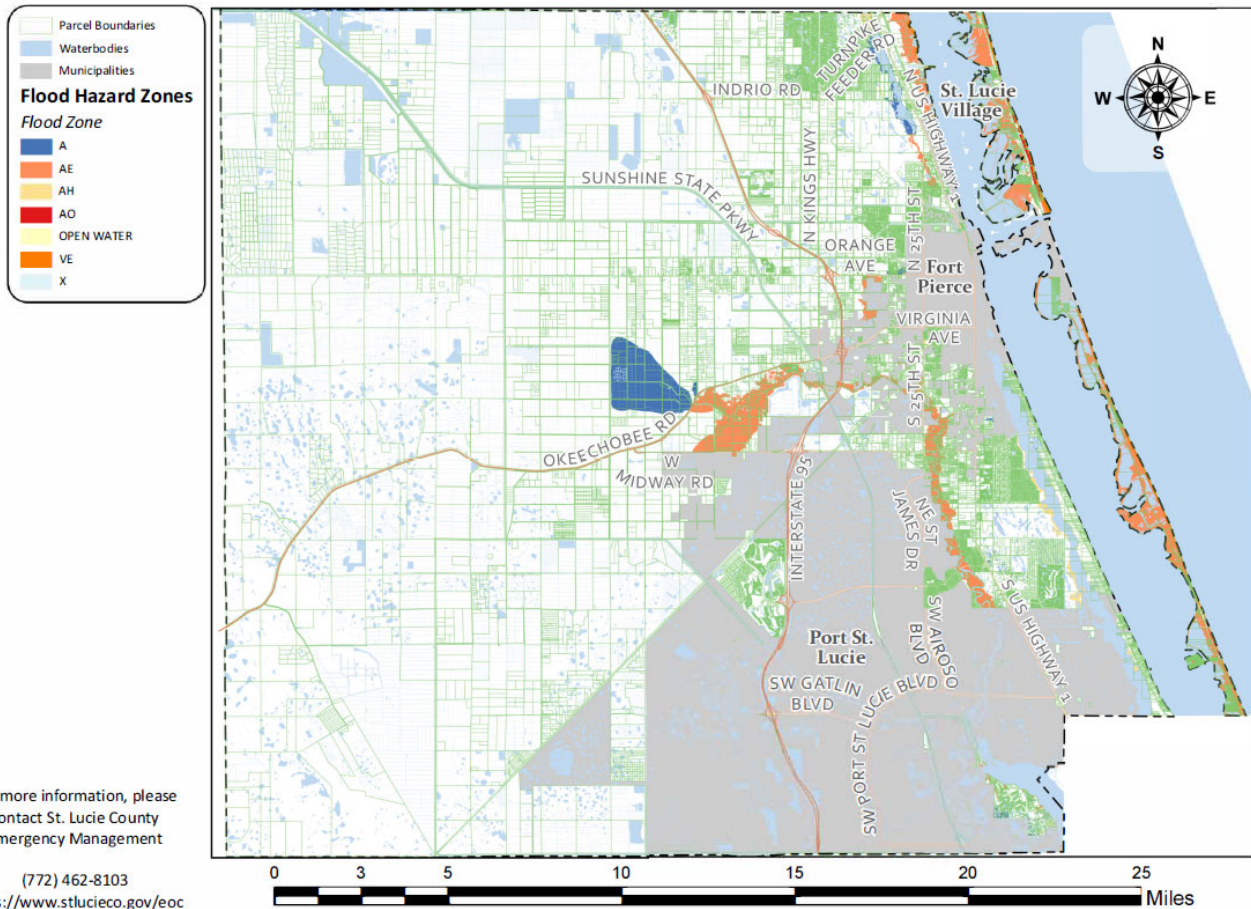 Parcel Boundaries
Waterbodies
Municipalities
Flood Hazard Zones
Flood Zone
A
AE
AH
AO
OPEN WATER
VE
X
N
W
E
S
TURNPIKE
FEEDER RD
INDRIO RD
N US HIGHWAY 1
St. Lucie
Village
N KINGS HWY
SUNSHINE STATE PKWY
N 25TH ST
ORANGE
AVE
Fort
Pierce
VIRGINIA
AVE
S 25TH ST
OKEECHOBEE RD
W
MIDWAY RD
INTERSTATE 95
NE ST
JAMES DR
S US HIGHWAY 1
Port St.
Lucie
SW AIROSO
BLVD
SW GATLIN
BLVD
SW PORT ST LUCIE BLVD
more information, please
ontact St. Lucie County
mergency Management
(772) 462-8103
s://www.stlucieco.gov/eoc
0 3 5 10 15 20 25
Miles